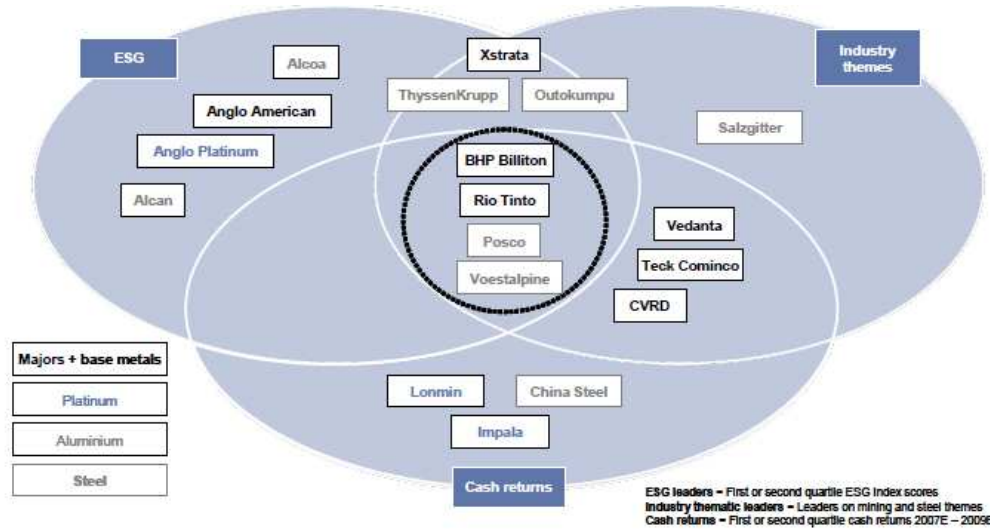 ESG
Industry
themes
Xstrata
Alcoa
ThyssenKrupp
Outokumpu
Anglo American
Salzgitter
Anglo Platinum
BHP Billiton
Alcan
Rio Tinto
Vedanta
Posco
Teck Cominco
Voestalpine
CVRD
Majors + base metals
Platinum
Aluminium
Steel
Lonmin
China Steel
Impala
Cash returns
ESG leaders = First or second quartile ESG Index scores
Industry thematic leaders = Leaders on mining and steel themes
Cash returns = First or second quartile cash returns 2007E – 2009E